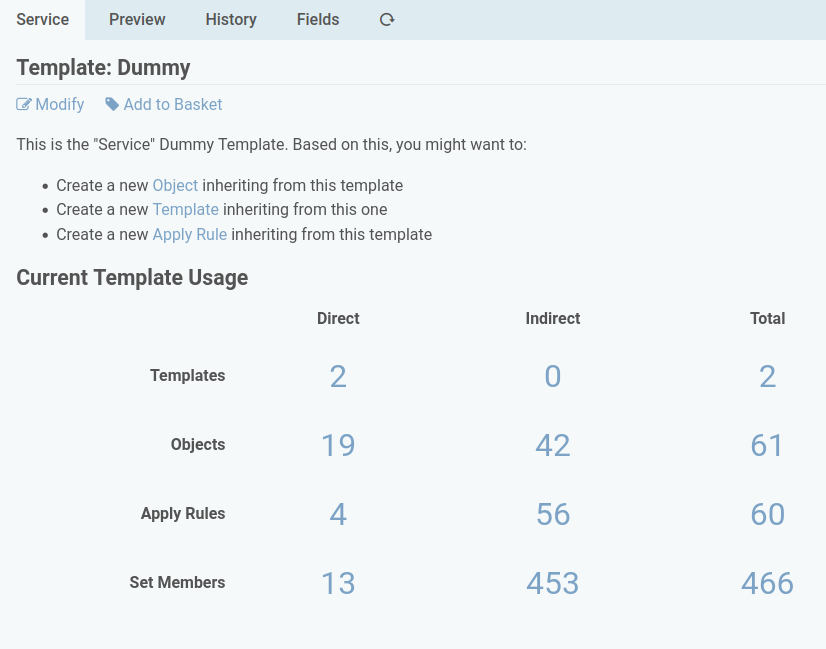 Service Preview History Fields
Template: Dummy
Modify Add to Basket
This is the "Service" Dummy Template. Based on this, you might want to:
• Create a new Object inheriting from this template
• Create a new Template inheriting from this one
• Create a new Apply Rule inheriting from this template
Current Template Usage
Direct Indirect Total
Templates 2 0 2
Objects 19 42 61
Apply Rules 4 56 60
Set Members 13 453 466